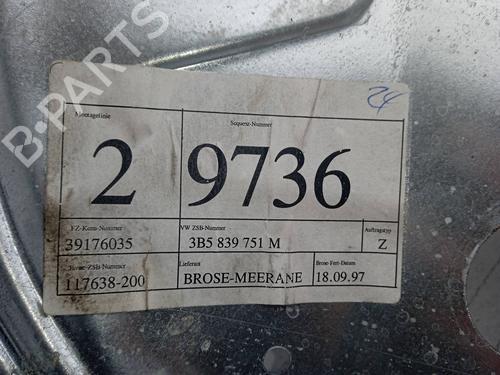 B-PARTS
24
Montagelinie Sequenz-Nummer
2 9736
FZ-Kenn-Nummer VW ZSB-Nummer Auftragstyp
39176035 3B5 839 751 M Z
Brose-ZSb-Nummer Lieferant Brose-Fert-Datum
117638-200 BROSE-MEERANE 18.09.97